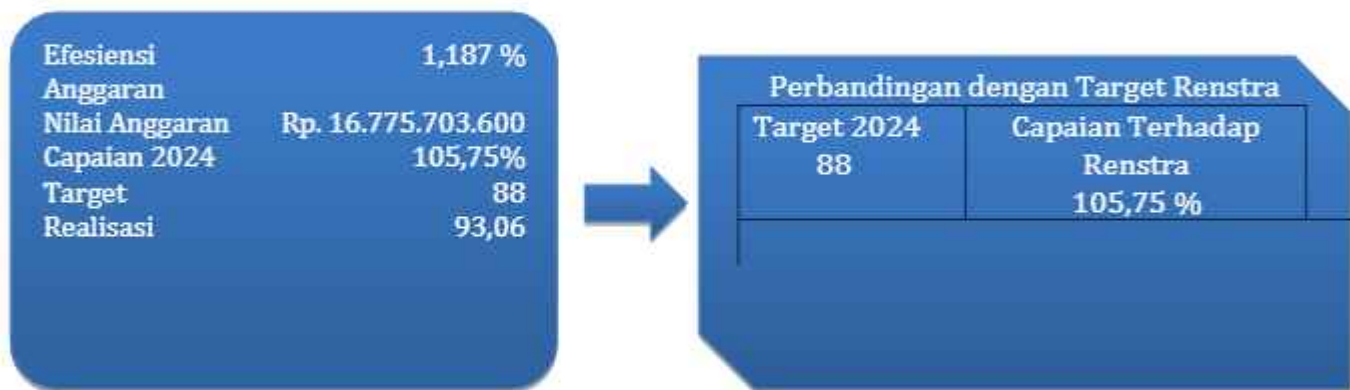 Efesiensi 1,187 %
Anggaran
Nilai Anggaran Rp. 16.775.703.600
Capaian 2024 105,75%
Target 88
Realisasi 93,06
Perbandingan dengan Target Renstra
Target 2024 Capaian Terhadap
88 Renstra
105,75 %